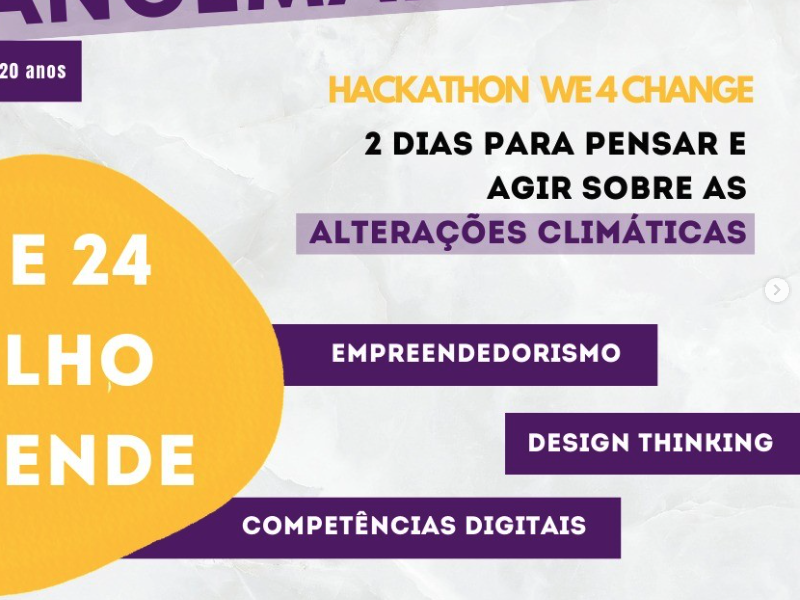 20 anos
HACKATHON WE 4 CHANGE
2 DIAS PARA PENSAR E
AGIR SOBRE AS
ALTERAÇÕES CLIMÁTICAS
E 24
LHO
ENDE
EMPREENDEDORISMO
DESIGN THINKING
COMPETÊNCIAS DIGITAIS